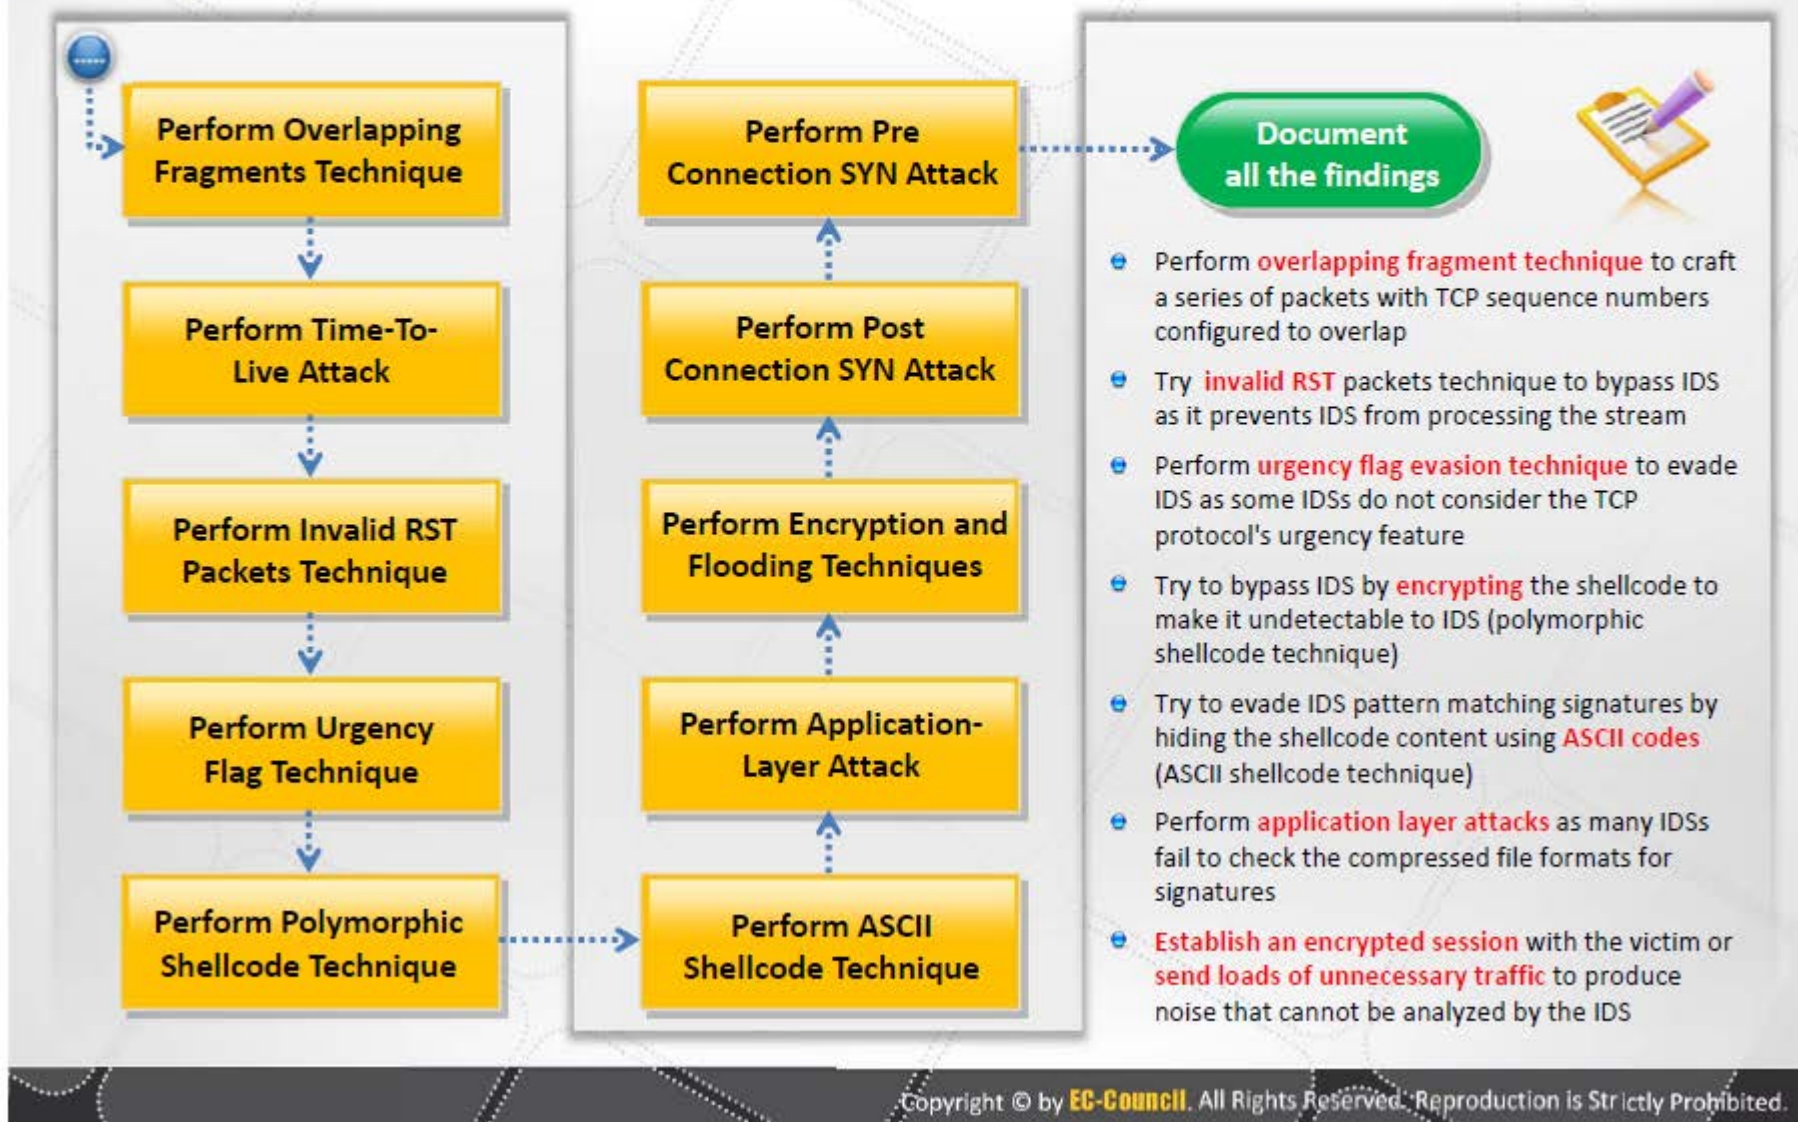 Perform Overlapping
Fragments Technique
Perform Time-To-
Live Attack
Perform Invalid RST
Packets Technique
Perform Urgency
Flag Technique
Perform Polymorphic
Shellcode Technique
Perform ASCII
Shellcode Technique
Perform Application-
Layer Attack
Perform Encryption and
Flooding Techniques
Perform Post
Connection SYN Attack
Perform Pre
Connection SYN Attack
Document
all the findings
Perform overlapping fragment technique to craft
a series of packets with TCP sequence numbers
configured to overlap
Try invalid RST packets technique to bypass IDS
as it prevents IDS from processing the stream
Perform urgency flag evasion technique to evade
IDS as some IDSs do not consider the TCP
protocol's urgency feature
Try to bypass IDS by encrypting the shellcode to
make it undetectable to IDS (polymorphic
shellcode technique)
Try to evade IDS pattern matching signatures by
hiding the shellcode content using ASCII codes
(ASCII shellcode technique)
Perform application layer attacks as many IDSs
fail to check the compressed file formats for
signatures
Establish an encrypted session with the victim or
send loads of unnecessary traffic to produce
noise that cannot be analyzed by the IDS
Copyright © by EC-Council. All Rights Reserved. Reproduction is Strictly Prohibited.